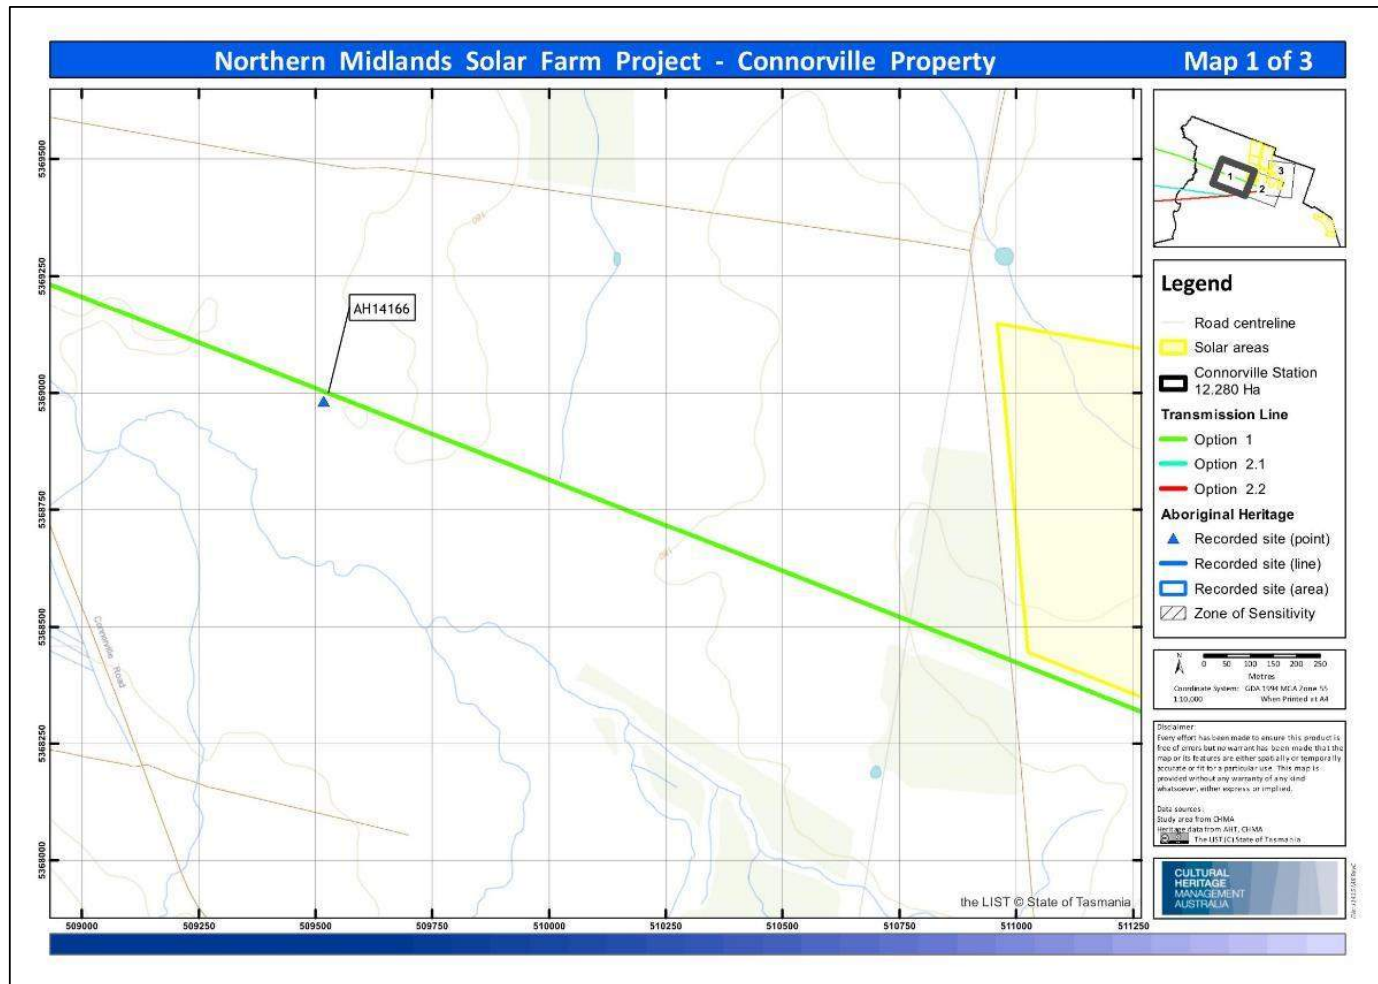 Northern Midlands Solar Farm Project - Connorville Property
Map 1 of 3
5369500
5369250
5369000
5368750
5368500
5368250
5368000
AH14166
Connorville Road
the LIST © State of Tasmania
509000
509250
509500
509750
510000
510250
510500
510750
511000
511250
1
2
3
Legend
Road centreline
Solar areas
Connorville Station
12.280 Ha
Transmission Line
Option 1
Option 2.1
Option 2.2
Aboriginal Heritage
Recorded site (point)
Recorded site (line)
Recorded site (area)
Zone of Sensitivity
N
0 50 100 150 200 250
Metres
Coordinate System: GDA 1994 MGA Zone 55
1:10,000 When Printed at A4
Disclaimer:
Every effort has been made to ensure this product is
free of errors but no warrant has been made that the
map or its features are either spatially or temporally
accurate or fit for a particular use. This map is
provided without any warranty of any kind
whatsoever, either express or implied.
Data sources:
Study area from CHMA
Heritage data from AHT, CHMA
The LIST (C) State of Tasmania
CULTURAL
HERITAGE
MANAGEMENT
AUSTRALIA